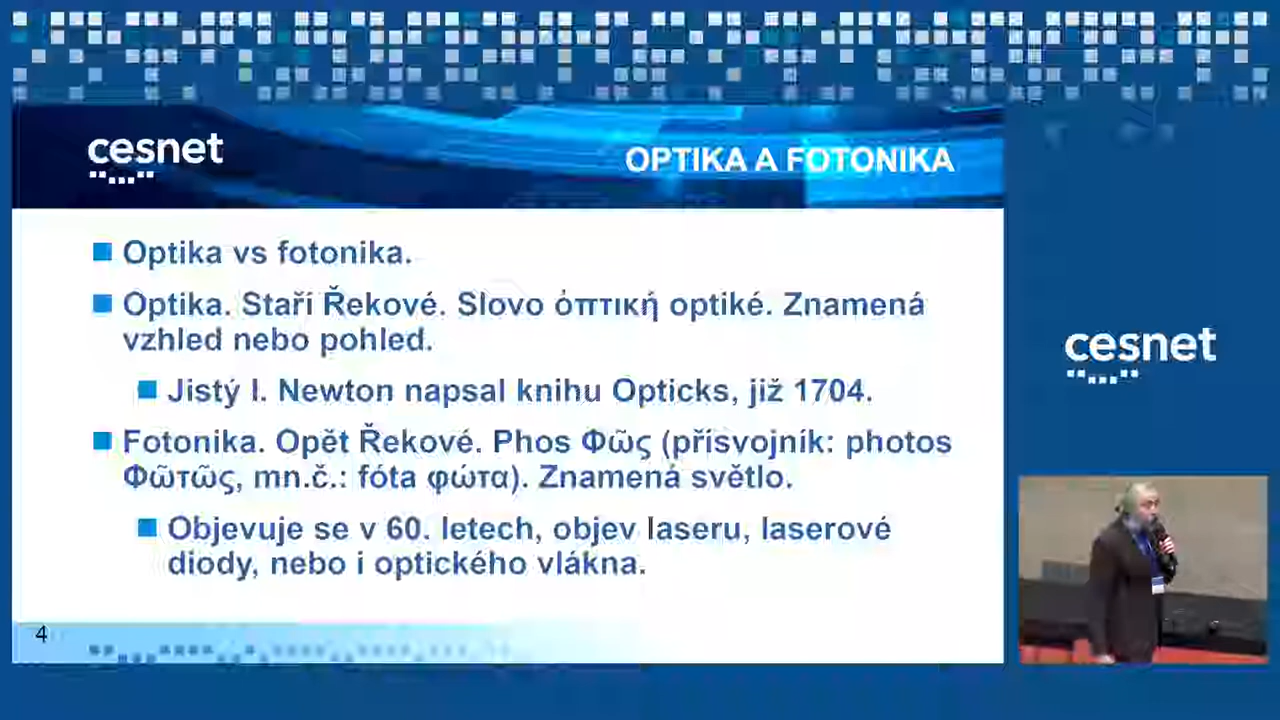 cesnet
OPTIKA A FOTONIKA
Optika vs fotonika.
Optika. Staří Řekové. Slovo ὀπτική optiké. Znamená
vzhled nebo pohled.
Jistý I. Newton napsal knihu Opticks, již 1704.
Fotonika. Opět Řekové. Phos Φῶς (přísvojník: photos
Φῶτῶς, mn.č.: fóta φώτα). Znamená světlo.
Objevuje se v 60. letech, objev laseru, laserové
diody, nebo i optického vlákna.
4
cesnet